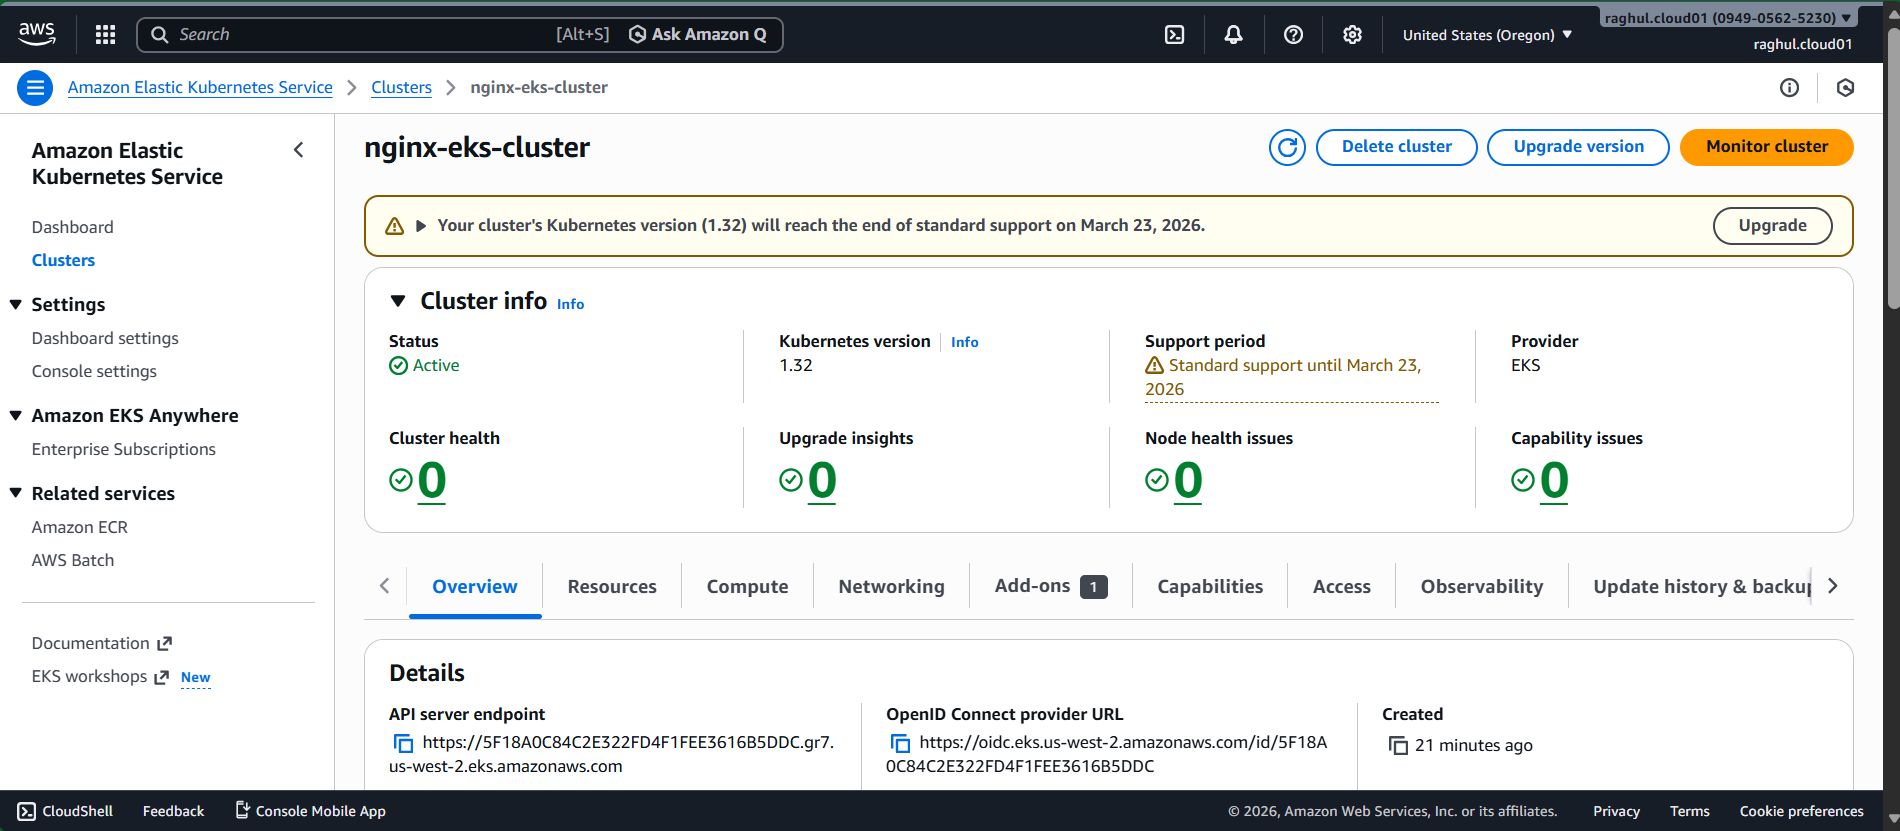 aws
Search [Alt+S] Ask Amazon Q
United States (Oregon) ▼
raghul.cloud01 (0949-0562-5230) ▼
raghul.cloud01
Amazon Elastic Kubernetes Service > Clusters > nginx-eks-cluster
Amazon Elastic
Kubernetes Service
Dashboard
Clusters
Settings
Dashboard settings
Console settings
Amazon EKS Anywhere
Enterprise Subscriptions
Related services
Amazon ECR
AWS Batch
Documentation
EKS workshops New
nginx-eks-cluster
Delete cluster
Upgrade version
Monitor cluster
Your cluster's Kubernetes version (1.32) will reach the end of standard support on March 23, 2026.
Upgrade
Cluster info Info
Status
Active
Kubernetes version Info
1.32
Support period
Standard support until March 23,
2026
Provider
EKS
Cluster health
0
Upgrade insights
0
Node health issues
0
Capability issues
0
Overview
Resources
Compute
Networking
Add-ons 1
Capabilities
Access
Observability
Update history & backup
Details
API server endpoint
https://5F18A0C84C2E322FD4F1FEE3616B5DDC.gr7.
us-west-2.eks.amazonaws.com
OpenID Connect provider URL
https://oidc.eks.us-west-2.amazonaws.com/id/5F18A
0C84C2E322FD4F1FEE3616B5DDC
Created
21 minutes ago
CloudShell
Feedback
Console Mobile App
© 2026, Amazon Web Services, Inc. or its affiliates.
Privacy
Terms
Cookie preferences